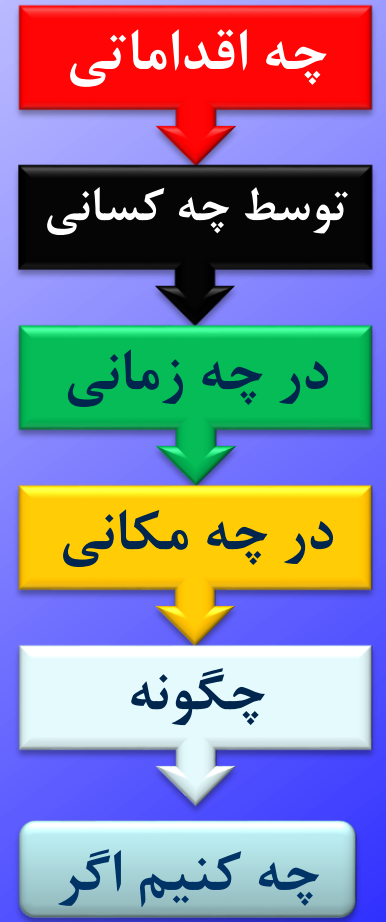 چه اقداماتی
توسط چه کسانی
در چه زمانی
در چه مکانی
چگونه
چه کنیم اگر